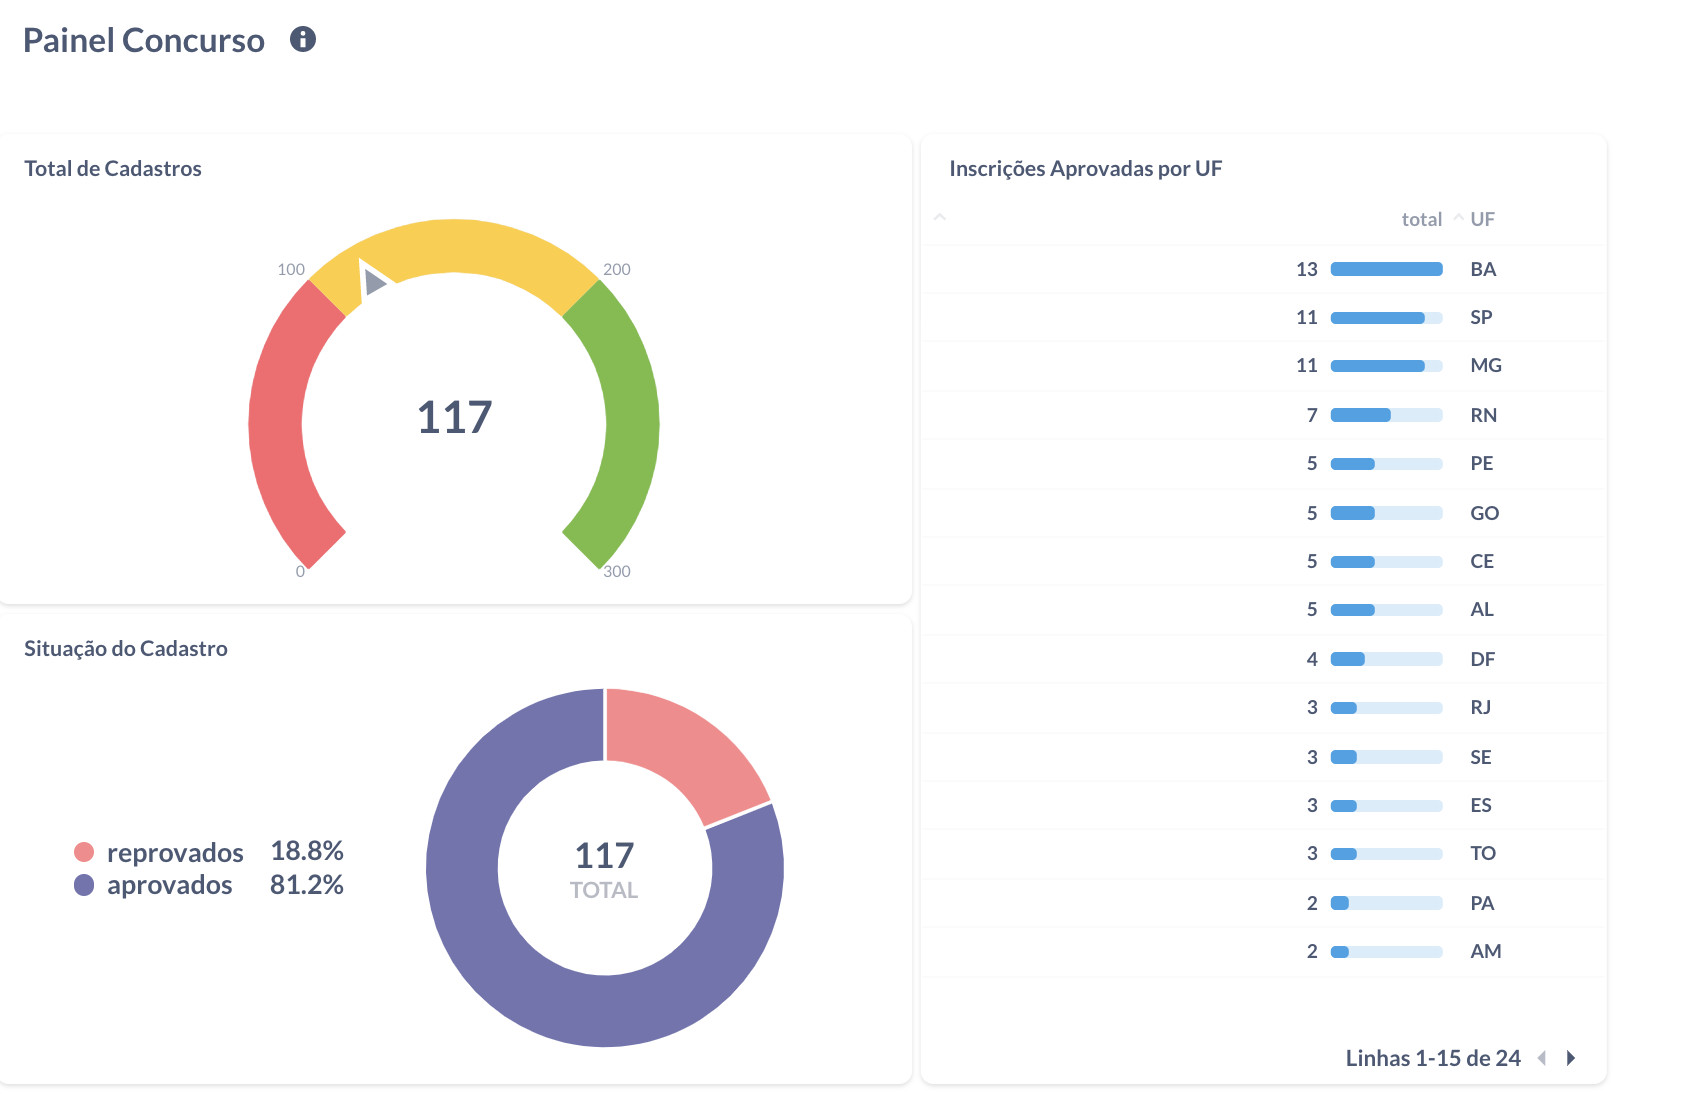 Painel Concurso
Total de Cadastros
100
200
117
0
300
Situação do Cadastro
reprovados 18.8%
aprovados 81.2%
117
TOTAL
Inscrições Aprovadas por UF
total UF
13 BA
11 SP
11 MG
7 RN
5 PE
5 GO
5 CE
5 AL
4 DF
3 RJ
3 SE
3 ES
3 TO
2 PA
2 AM
Linhas 1-15 de 24